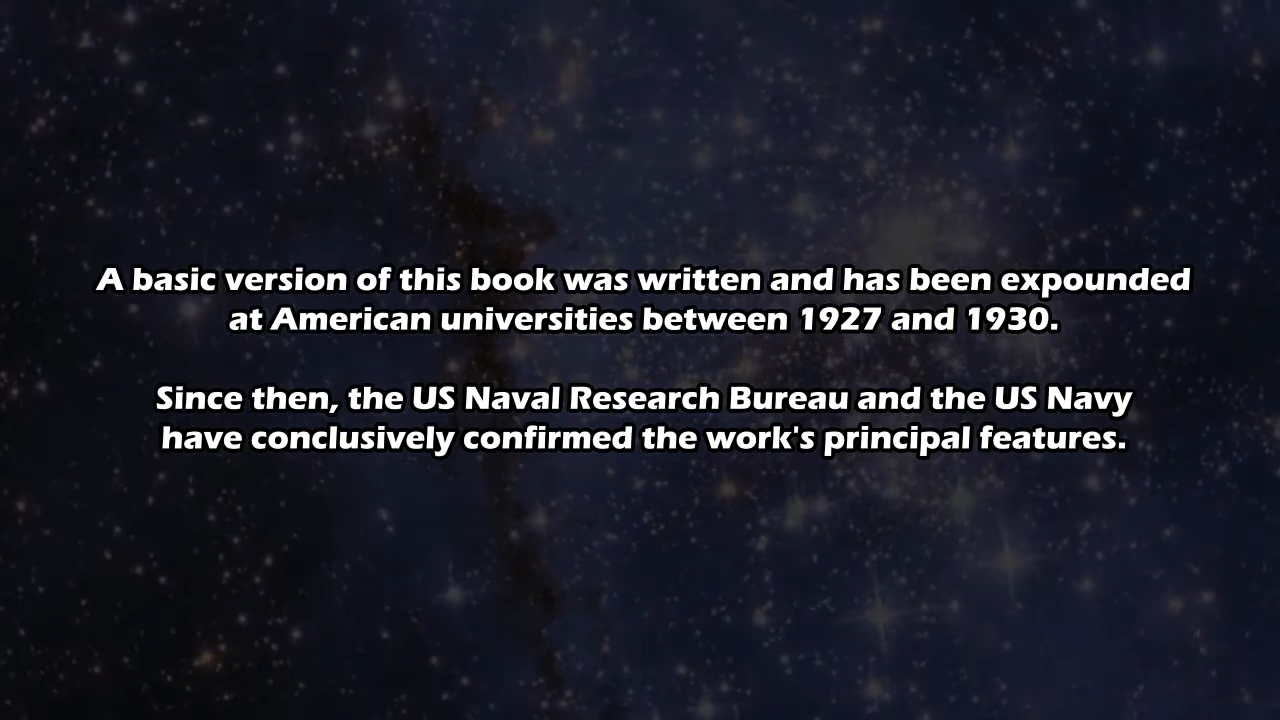 A basic version of this book was written and has been expounded
at American universities between 1927 and 1930.
Since then, the US Naval Research Bureau and the US Navy
have conclusively confirmed the work's principal features.